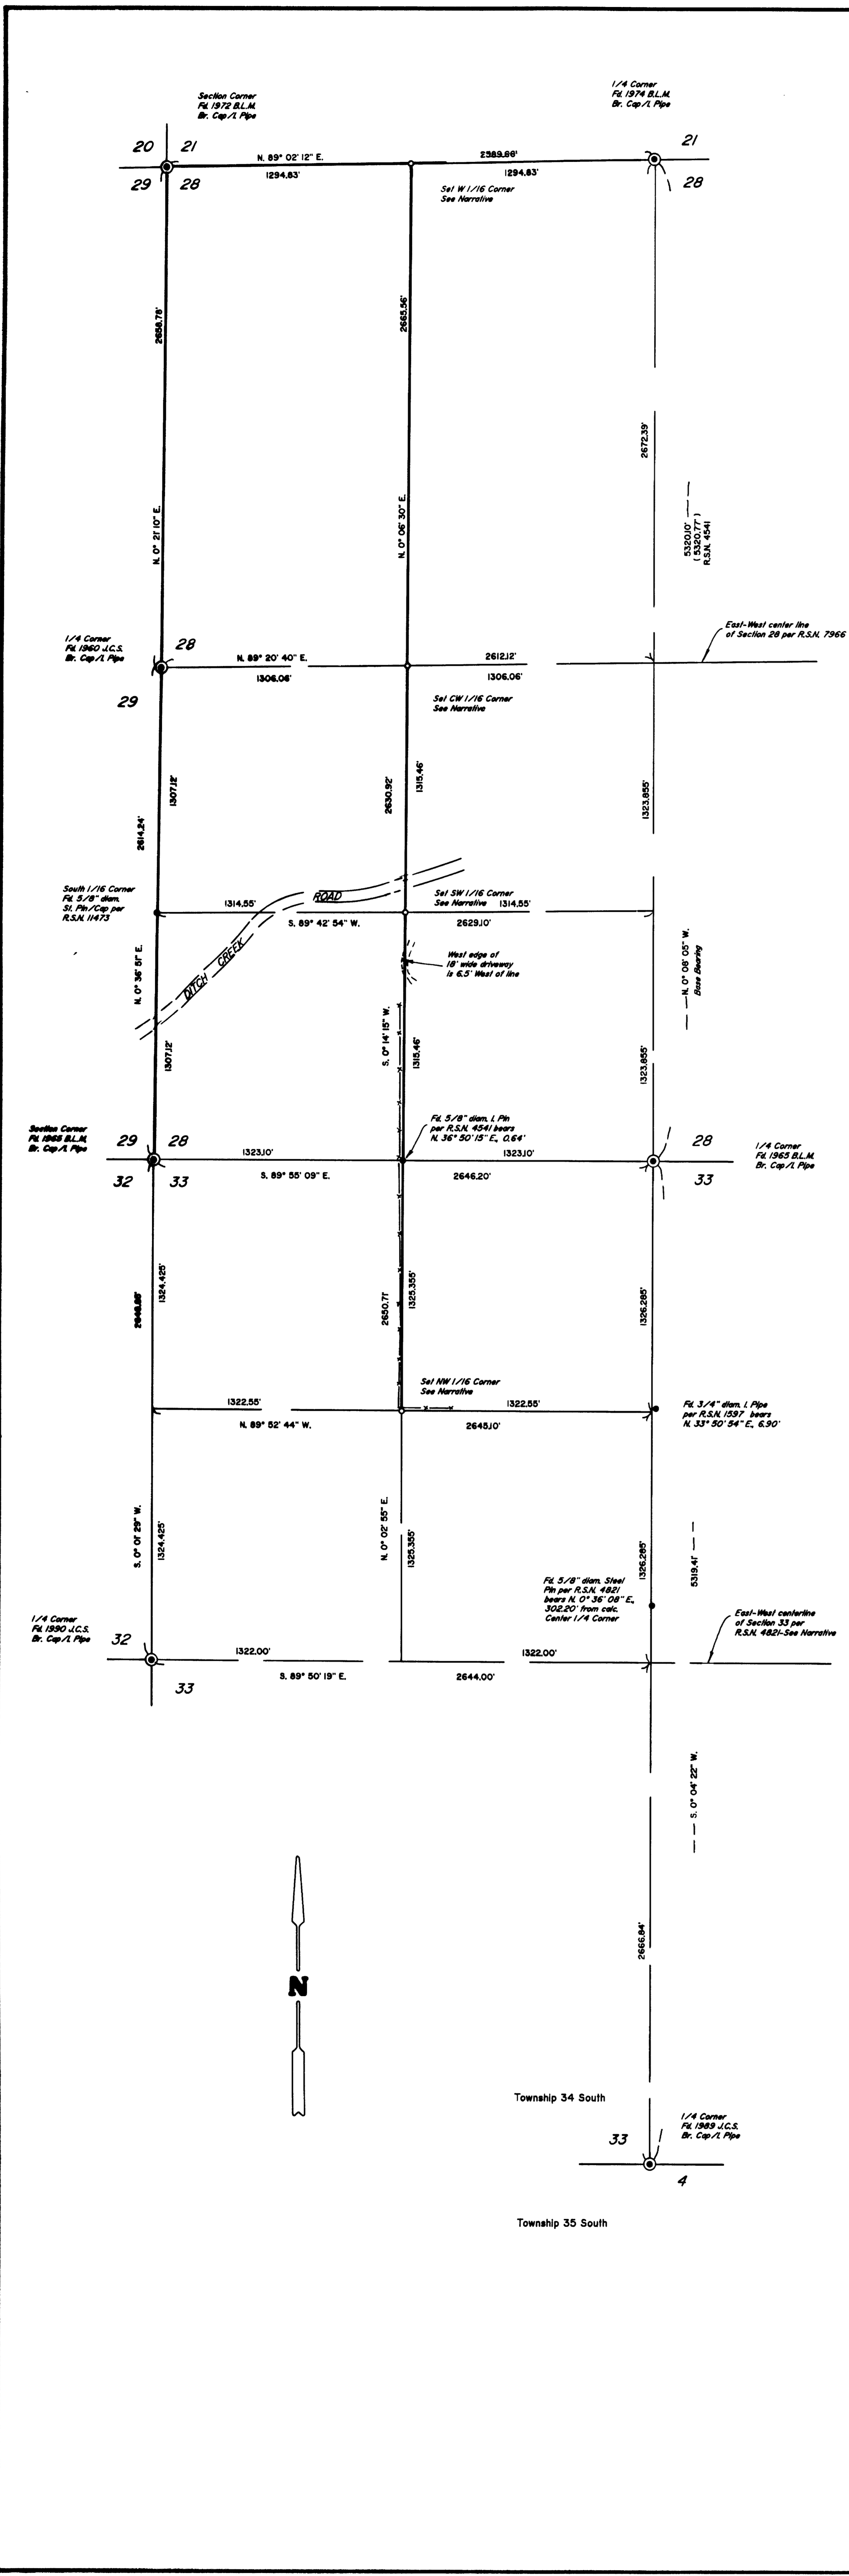 1/4 Corner
Fd. 1974 B.L.M.
Br. Cap/I. Pipe
Section Corner
Fd. 1972 B.L.M.
Br. Cap/I. Pipe
20 21
21
N. 89° 02' 12" E.
2589.66'
1294.83'
1294.83'
29 28
28
Set W 1/16 Corner
See Narrative
2658.78'
2665.56'
2672.39'
N. 0° 21' 10" E.
N. 0° 06' 30" E.
5320.10'
( 5320.77' )
R.S.N. 4541
East-West center line
of Section 28 per R.S.N. 7966
1/4 Corner
Fd. 1960 J.C.S.
Br. Cap/I. Pipe
28
N. 89° 20' 40" E.
2612.12'
1306.06'
1306.06'
29
Set CW 1/16 Corner
See Narrative
1307.12'
2614.24'
2630.92'
1315.46'
1323.855'
South 1/16 Corner
Fd. 5/8" diam.
St. Pin/Cap per
R.S.N. 11473
ROAD
DITCH CREEK
1314.55'
S. 89° 42' 54" W.
Set SW 1/16 Corner
See Narrative
1314.55'
2629.10'
N. 0° 36' 51" E.
West edge of
18' wide driveway
is 6.5' West of line
N. 0° 06' 05" W.
Base Bearing
1307.12'
S. 0° 14' 15" W.
1315.46'
1323.855'
Fd. 5/8" diam. I. Pin
per R.S.N. 4541 bears
N. 36° 50' 15" E., 0.64'
Section Corner
Fd. 1965 B.L.M.
Br. Cap/I. Pipe
29 28
28
1/4 Corner
Fd. 1965 B.L.M.
Br. Cap/I. Pipe
1323.10'
1323.10'
32 33
S. 89° 55' 09" E.
2646.20'
33
1324.425'
2650.71'
1325.355'
1326.285'
Set NW 1/16 Corner
See Narrative
1322.55'
1322.55'
N. 89° 52' 44" W.
2645.10'
Fd. 3/4" diam. I. Pipe
per R.S.N. 1597 bears
N. 33° 50' 54" E., 6.90'
S. 0° 01' 29" W.
1324.425'
N. 0° 02' 55" E.
1325.355'
1326.285'
5319.41'
Fd. 5/8" diam. Steel
Pin per R.S.N. 4821
bears N. 0° 36' 08" E.,
302.20' from calc.
Center 1/4 Corner
East-West centerline
of Section 33 per
R.S.N. 4821-See Narrative
1/4 Corner
Fd. 1990 J.C.S.
Br. Cap/I. Pipe
32
1322.00'
1322.00'
S. 89° 50' 19" E.
2644.00'
33
S. 0° 04' 22" W.
N
2666.84'
Township 34 South
1/4 Corner
Fd. 1989 J.C.S.
Br. Cap/I. Pipe
33
4
Township 35 South